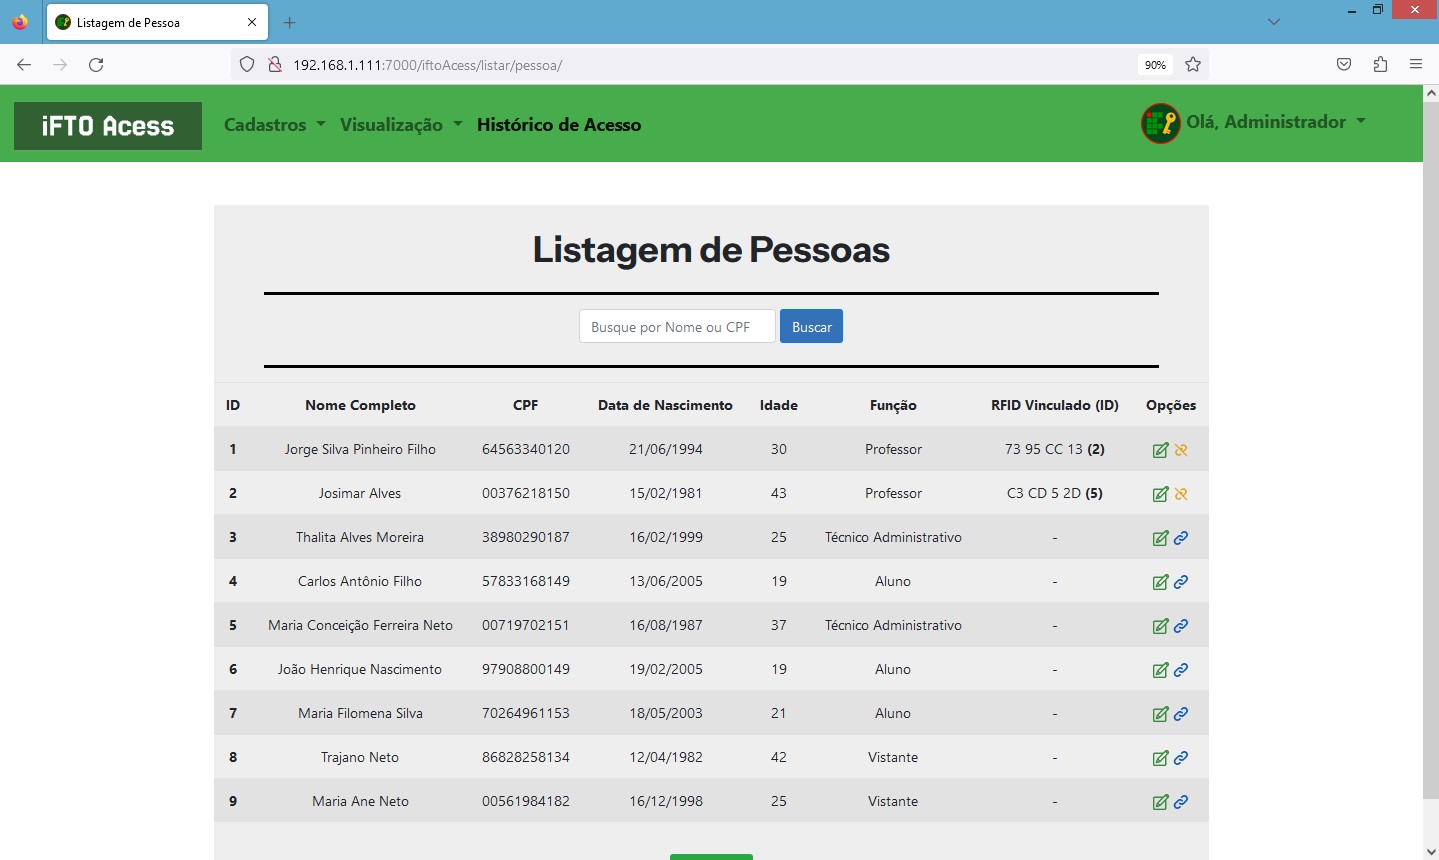 Listagem de Pessoa
192.168.1.111:7000/iftoAcess/listar/pessoa/
90%
iFTO Acess
Cadastros
Visualização
Histórico de Acesso
Olá, Administrador
Listagem de Pessoas
Busque por Nome ou CPF
Buscar
ID Nome Completo CPF Data de Nascimento Idade Função RFID Vinculado (ID) Opções
1 Jorge Silva Pinheiro Filho 64563340120 21/06/1994 30 Professor 73 95 CC 13 (2)
2 Josimar Alves 00376218150 15/02/1981 43 Professor C3 CD 5 2D (5)
3 Thalita Alves Moreira 38980290187 16/02/1999 25 Técnico Administrativo -
4 Carlos Antônio Filho 57833168149 13/06/2005 19 Aluno -
5 Maria Conceição Ferreira Neto 00719702151 16/08/1987 37 Técnico Administrativo -
6 João Henrique Nascimento 97908800149 19/02/2005 19 Aluno -
7 Maria Filomena Silva 70264961153 18/05/2003 21 Aluno -
8 Trajano Neto 86828258134 12/04/1982 42 Vistante -
9 Maria Ane Neto 00561984182 16/12/1998 25 Vistante -